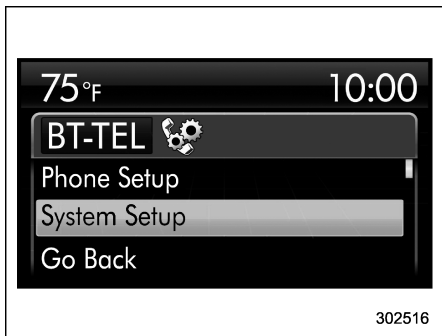 75°F 10:00
BT-TEL
Phone Setup
System Setup
Go Back
302516